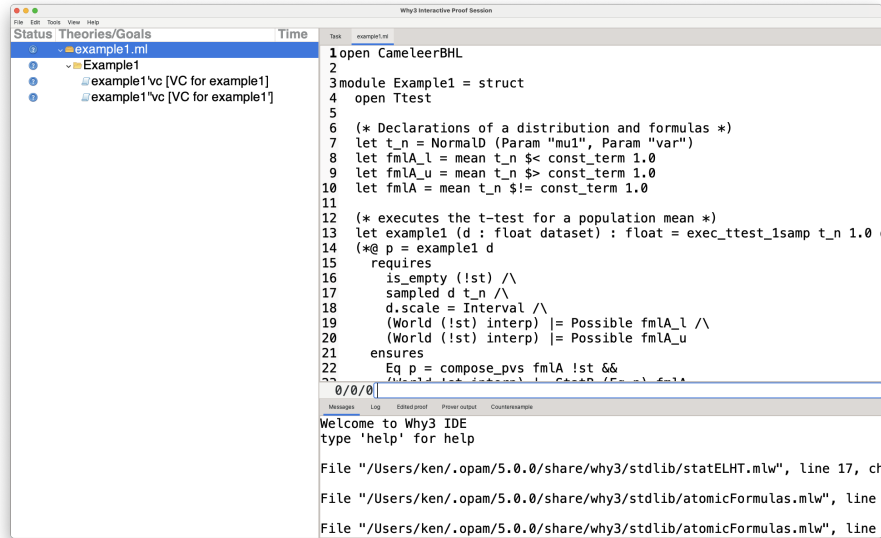 Why3 Interactive Proof Session
File Edit Tools View Help
Status Theories/Goals Time
example1.ml
Example1
example1'vc [VC for example1]
example1''vc [VC for example1']
Task example1.ml
1 open CameleerBHL
2
3 module Example1 = struct
4 open Ttest
5
6 (* Declarations of a distribution and formulas *)
7 let t_n = NormalD (Param "mu1", Param "var")
8 let fmlA_l = mean t_n $< const_term 1.0
9 let fmlA_u = mean t_n $> const_term 1.0
10 let fmlA = mean t_n $!= const_term 1.0
11
12 (* executes the t-test for a population mean *)
13 let example1 (d : float dataset) : float = exec_ttest_1samp t_n 1.0
14 (*@ p = example1 d
15 requires
16 is_empty (!st) /\
17 sampled d t_n /\
18 d.scale = Interval /\
19 (World (!st) interp) |= Possible fmlA_l /\
20 (World (!st) interp) |= Possible fmlA_u
21 ensures
22 Eq p = compose_pvs fmlA !st &&
0/0/0
Messages Log Edited proof Prover output Counterexample
Welcome to Why3 IDE
type 'help' for help
File "/Users/ken/.opam/5.0.0/share/why3/stdlib/statELHT.mlw", line 17, ch
File "/Users/ken/.opam/5.0.0/share/why3/stdlib/atomicFormulas.mlw", line
File "/Users/ken/.opam/5.0.0/share/why3/stdlib/atomicFormulas.mlw", line